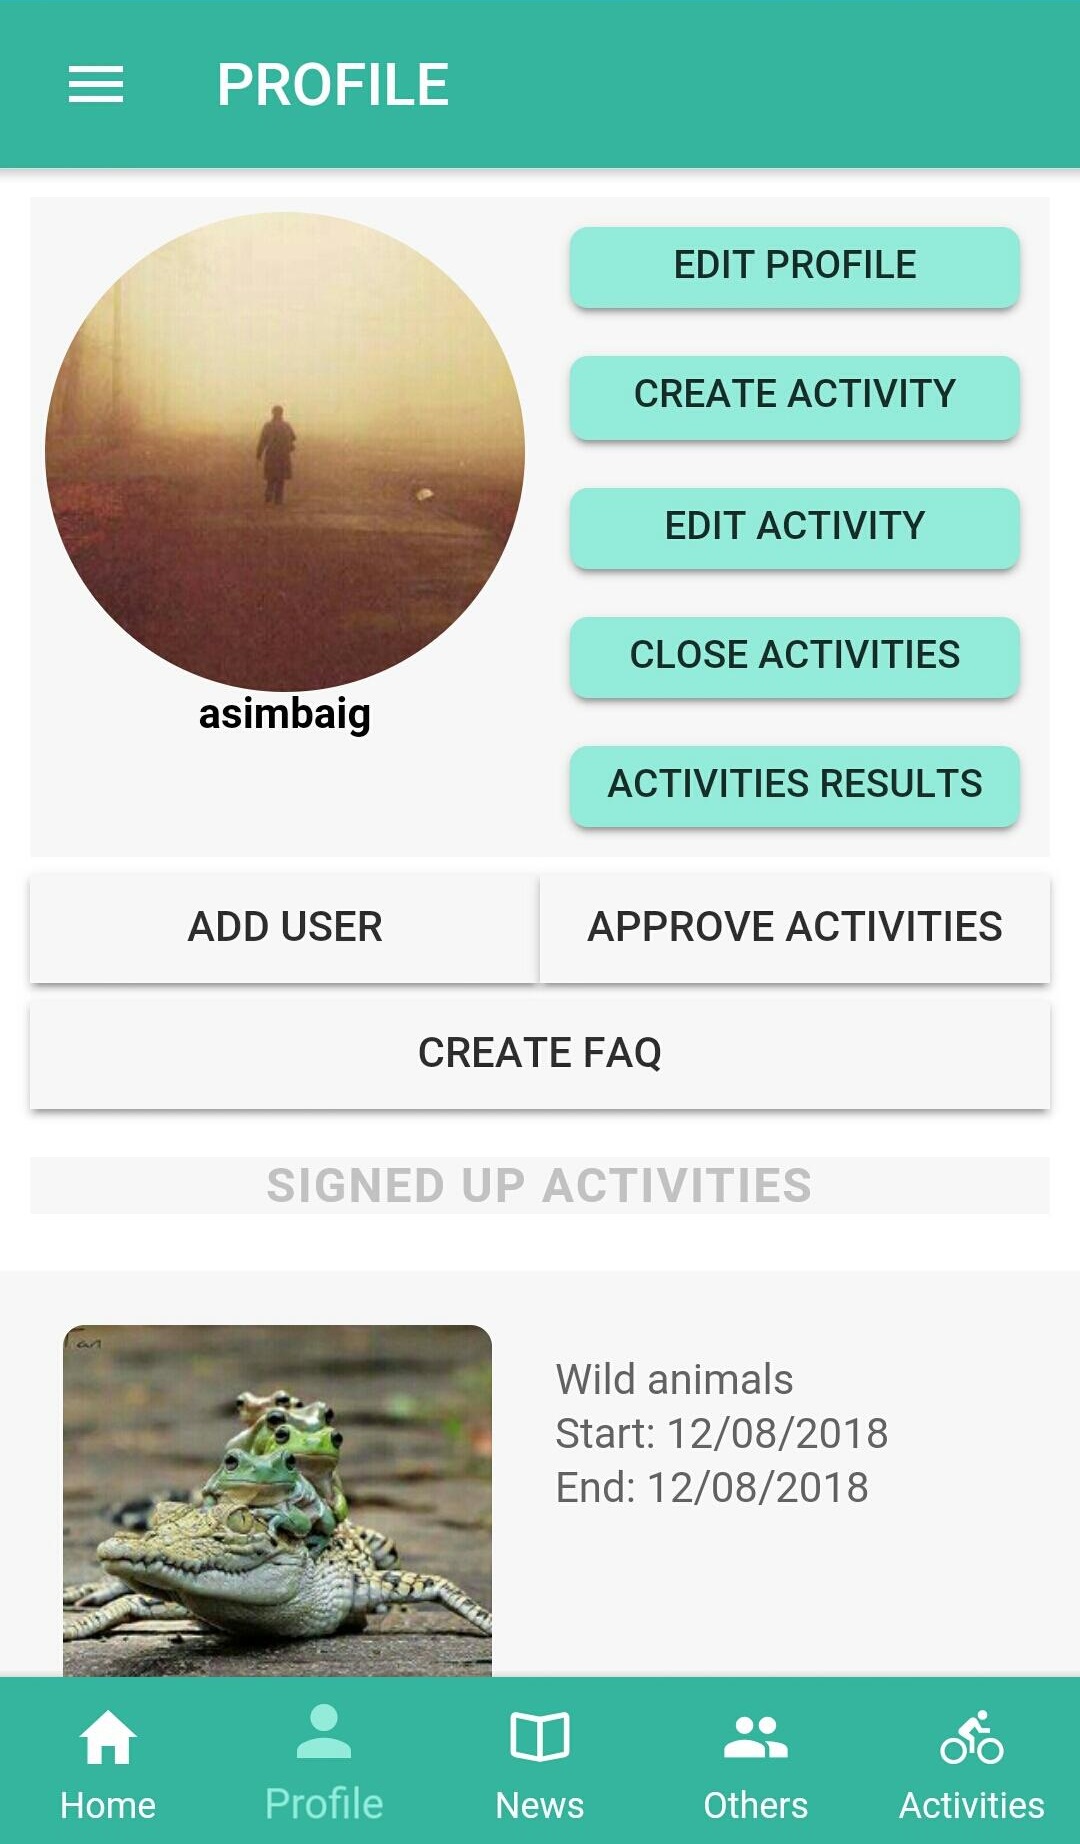 PROFILE
EDIT PROFILE
CREATE ACTIVITY
EDIT ACTIVITY
CLOSE ACTIVITIES
ACTIVITIES RESULTS
asimbaig
ADD USER
APPROVE ACTIVITIES
CREATE FAQ
SIGNED UP ACTIVITIES
Wild animals
Start: 12/08/2018
End: 12/08/2018
Home
Profile
News
Others
Activities